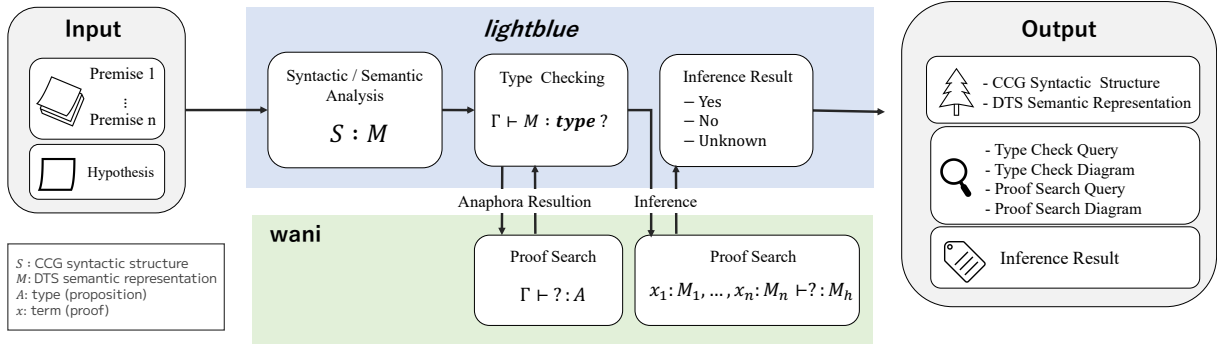 Input
Premise 1
⋮
Premise n
Hypothesis
S : CCG syntactic structure
M: DTS semantic representation
A: type (proposition)
x: term (proof)
lightblue
Syntactic / Semantic
Analysis
S : M
Type Checking
Γ ⊢ M : type ?
Inference Result
– Yes
– No
– Unknown
Anaphora Resultion
Inference
wani
Proof Search
Γ ⊢ ? : A
Proof Search
x₁: M₁, … , xₙ: Mₙ ⊢? : Mₕ
Output
- CCG Syntactic Structure
- DTS Semantic Representation
- Type Check Query
- Type Check Diagram
- Proof Search Query
- Proof Search Diagram
Inference Result